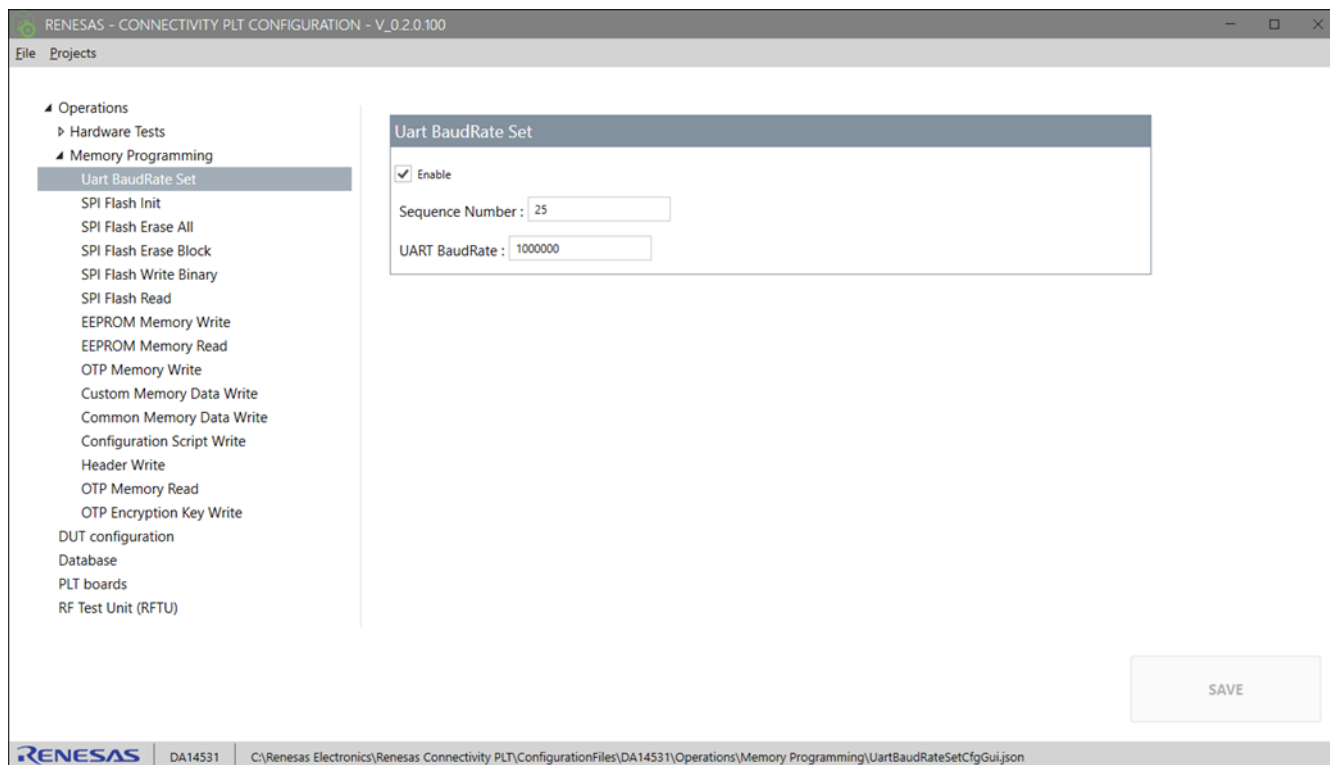 RENESAS - CONNECTIVITY PLT CONFIGURATION - V_0.2.0.100
File Projects
Operations
Hardware Tests
Memory Programming
Uart BaudRate Set
SPI Flash Init
SPI Flash Erase All
SPI Flash Erase Block
SPI Flash Write Binary
SPI Flash Read
EEPROM Memory Write
EEPROM Memory Read
OTP Memory Write
Custom Memory Data Write
Common Memory Data Write
Configuration Script Write
Header Write
OTP Memory Read
OTP Encryption Key Write
DUT configuration
Database
PLT boards
RF Test Unit (RFTU)
Uart BaudRate Set
Enable
Sequence Number : 25
UART BaudRate : 1000000
SAVE
RENESAS DA14531 C:\Renesas Electronics\Renesas Connectivity PLT\ConfigurationFiles\DA14531\Operations\Memory Programming\UartBaudRateSetCfgGui.json